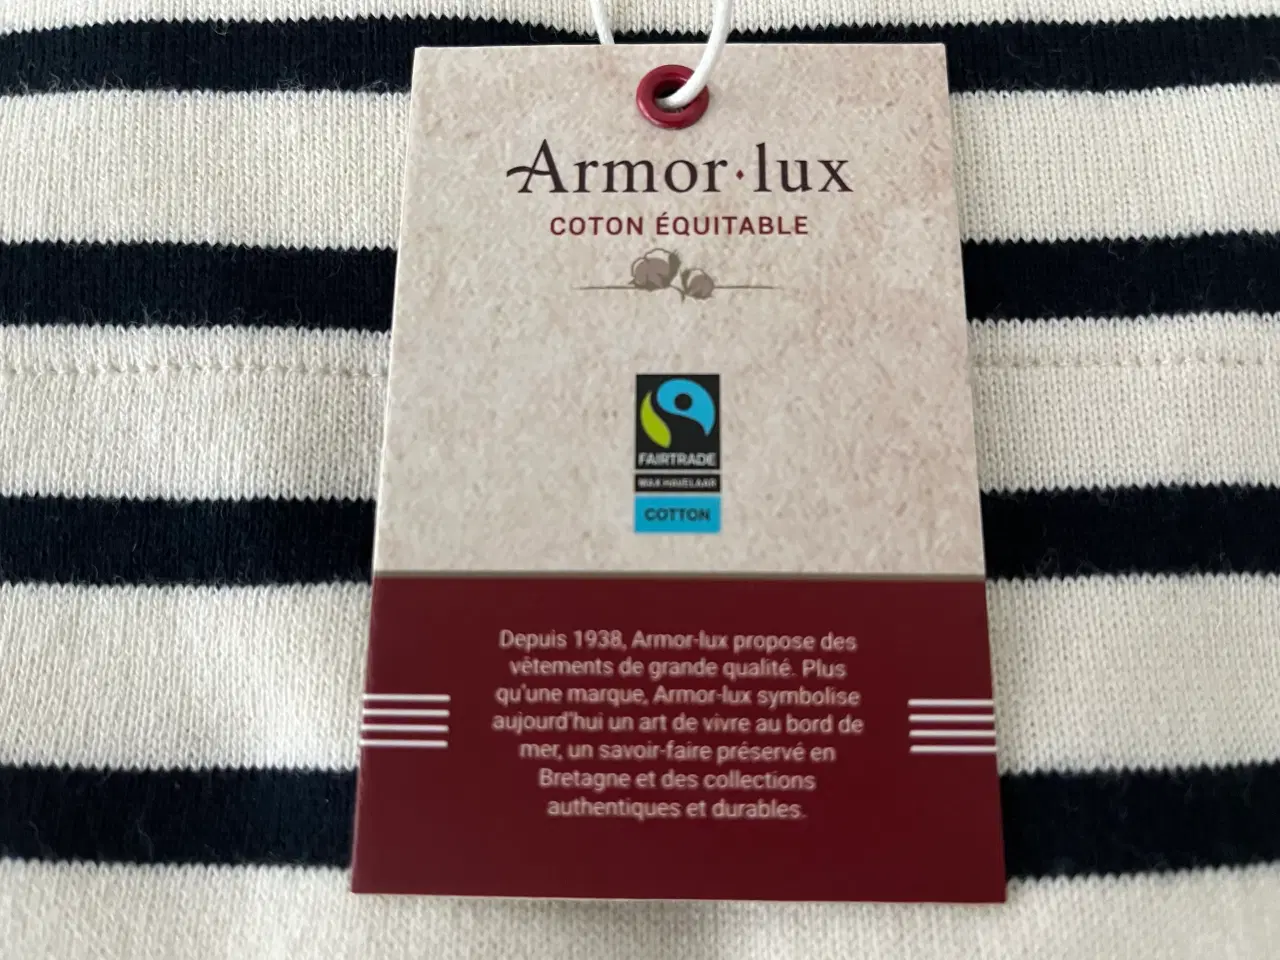 Armor·lux
COTON ÉQUITABLE
FAIRTRADE
MAX HAVELAAR
COTTON
Depuis 1938, Armor-lux propose des
vêtements de grande qualité. Plus
qu'une marque, Armor-lux symbolise
aujourd'hui un art de vivre au bord de
mer, un savoir-faire préservé en
Bretagne et des collections
authentiques et durables.